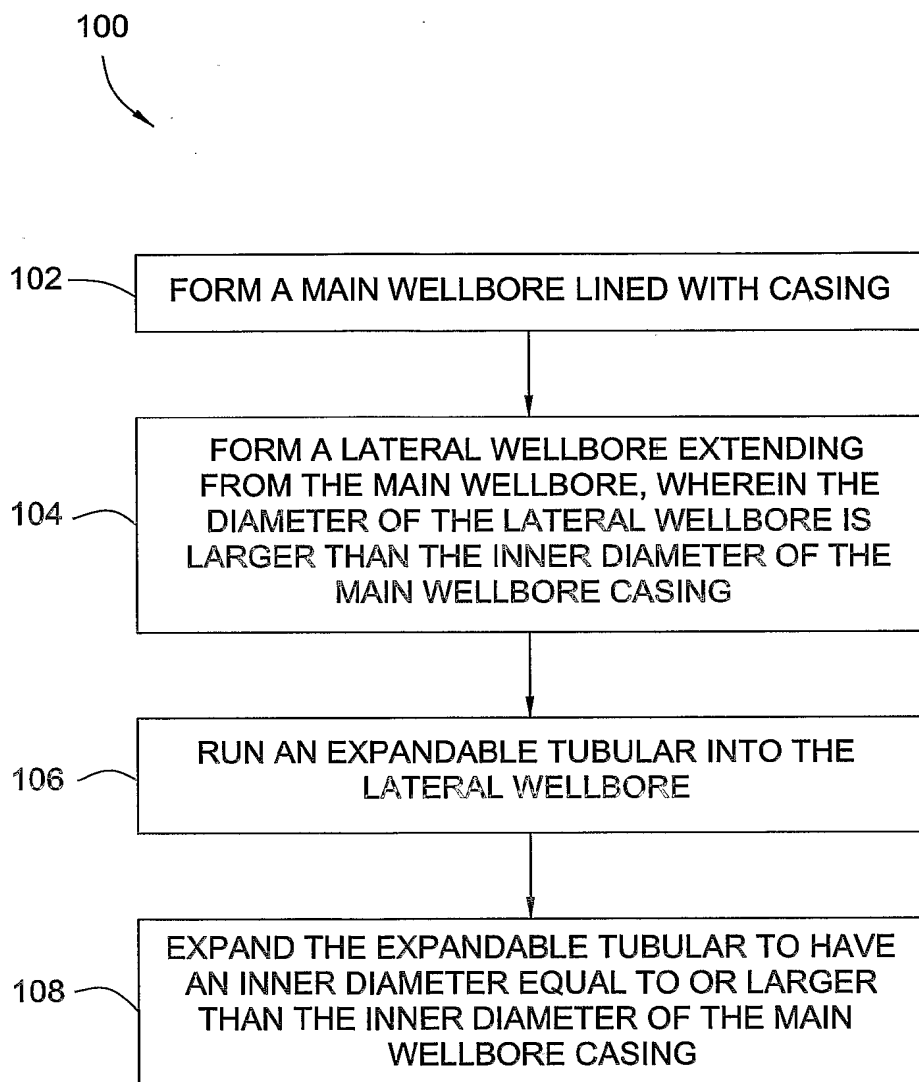 100
102
FORM A MAIN WELLBORE LINED WITH CASING
104
FORM A LATERAL WELLBORE EXTENDING
FROM THE MAIN WELLBORE, WHEREIN THE
DIAMETER OF THE LATERAL WELLBORE IS
LARGER THAN THE INNER DIAMETER OF THE
MAIN WELLBORE CASING
106
RUN AN EXPANDABLE TUBULAR INTO THE
LATERAL WELLBORE
108
EXPAND THE EXPANDABLE TUBULAR TO HAVE
AN INNER DIAMETER EQUAL TO OR LARGER
THAN THE INNER DIAMETER OF THE MAIN
WELLBORE CASING